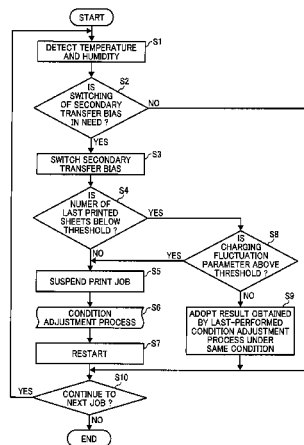 START
S1
DETECT TEMPERATURE
AND HUMIDITY
S2
IS
SWITCHING
OF SECONDARY
TRANSFER BIAS
IN NEED ?
NO
YES
S3
SWITCH SECONDARY
TRANSFER BIAS
S4
IS
NUMER OF
LAST PRINTED
SHEETS BELOW
THRESHOLD ?
YES
NO
S8
IS
CHARGING
FLUCTUATION
PARAMETER ABOVE
THRESHOLD ?
YES
NO
S5
SUSPEND PRINT JOB
S6
CONDITION
ADJUSTMENT PROCESS
S7
RESTART
S9
ADOPT RESULT OBTAINED
BY LAST-PERFORMED
CONDITION ADJUSTMENT
PROCESS UNDER
SAME CONDITION
S10
CONTINUE TO
NEXT JOB ?
YES
NO
END